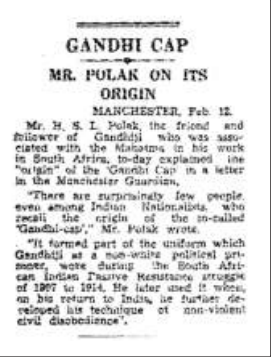 GANDHI CAP
MR. POLAK ON ITS
ORIGIN
MANCHESTER, Feb. 12.
Mr. H. S. L. Polak, the friend and
follower of Gandhiji who was asso-
ciated with the Mahatma in his work
in South Africa, to-day explained the
"origin" of the 'Gandhi Cap' in a letter
in the Manchester Guardian.
"There are surprisingly few people,
even among Indian Nationalists, who
recall the origin of the so-called
'Gandhi-cap'," Mr. Polak wrote.
"It formed part of the uniform which
Gandhiji as a non-white political pri-
soner, wore during the South Afri-
can Indian Passive Resistance struggle
of 1907 to 1914. He later used it when,
on his return to India, he further de-
veloped his technique of non-violent
civil disobedience".